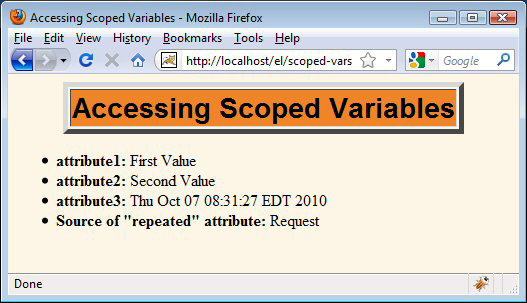 Accessing Scoped Variables - Mozilla Firefox
File Edit View History Bookmarks Tools Help
http://localhost/el/scoped-vars Google
Accessing Scoped Variables
attribute1: First Value
attribute2: Second Value
attribute3: Thu Oct 07 08:31:27 EDT 2010
Source of "repeated" attribute: Request
Done